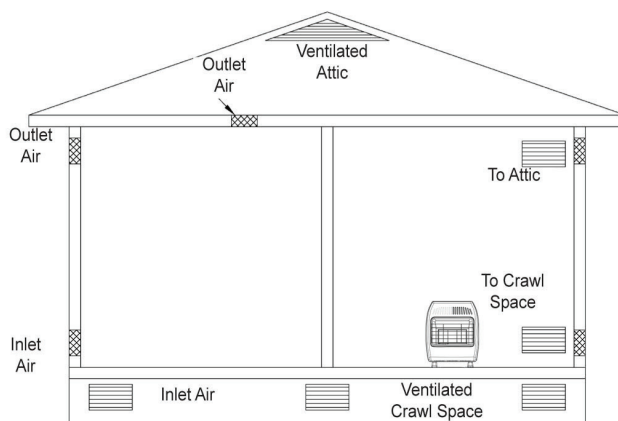 Ventilated
Attic
Outlet
Air
Outlet
Air
To Attic
To Crawl
Space
Inlet
Air
Inlet Air
Ventilated
Crawl Space